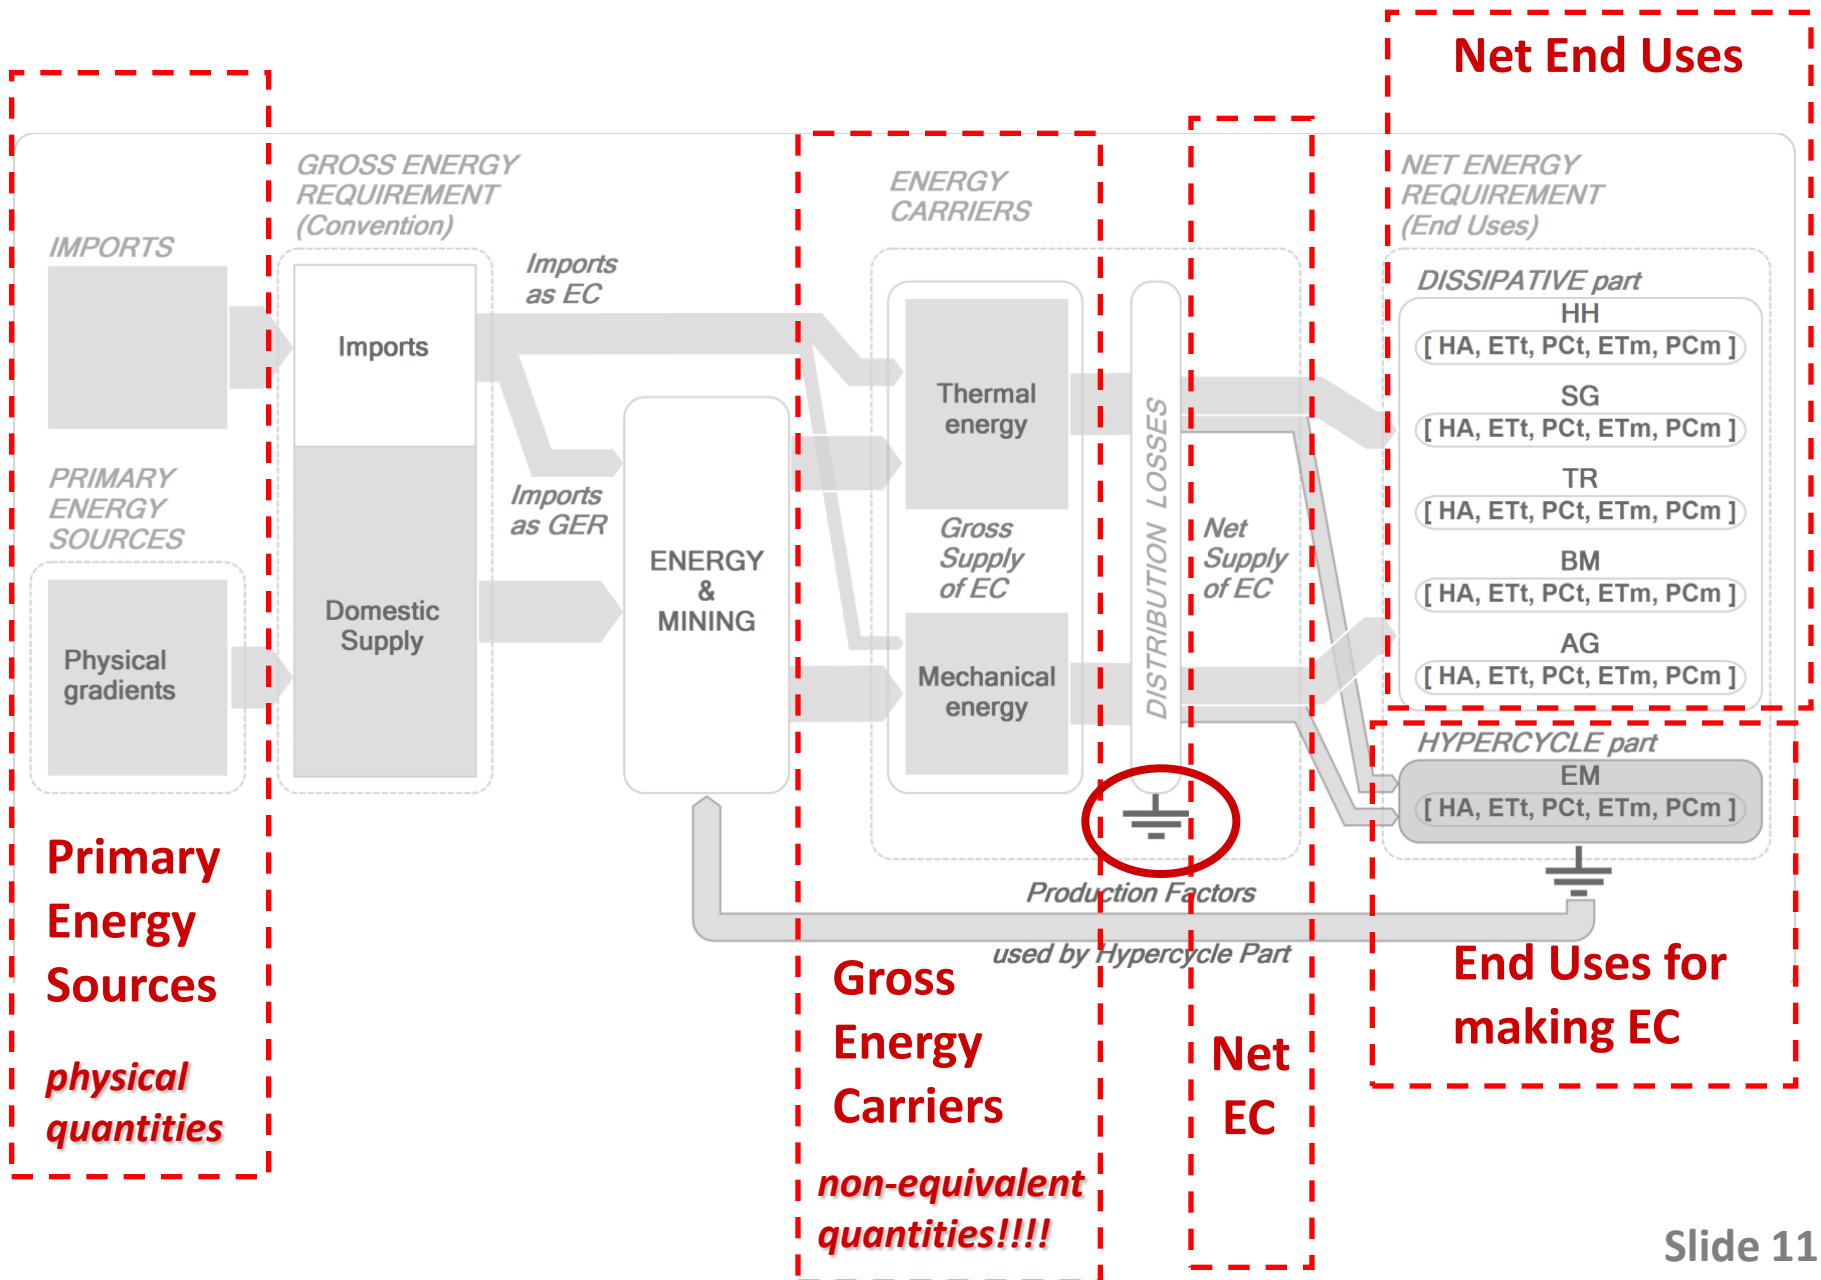 Net End Uses
GROSS ENERGY
REQUIREMENT
(Convention)
ENERGY
CARRIERS
NET ENERGY
REQUIREMENT
(End Uses)
IMPORTS
Imports
as EC
Imports
PRIMARY
ENERGY
SOURCES
Imports
as GER
Physical
gradients
Domestic
Supply
ENERGY
&
MINING
Thermal
energy
Gross
Supply
of EC
Mechanical
energy
DISTRIBUTION LOSSES
Net
Supply
of EC
DISSIPATIVE part
HH
[ HA, ETt, PCt, ETm, PCm ]
SG
[ HA, ETt, PCt, ETm, PCm ]
TR
[ HA, ETt, PCt, ETm, PCm ]
BM
[ HA, ETt, PCt, ETm, PCm ]
AG
[ HA, ETt, PCt, ETm, PCm ]
HYPERCYCLE part
EM
[ HA, ETt, PCt, ETm, PCm ]
Production Factors
used by Hypercycle Part
Primary
Energy
Sources
physical
quantities
Gross
Energy
Carriers
non-equivalent
quantities!!!!
Net
EC
End Uses for
making EC
Slide 11